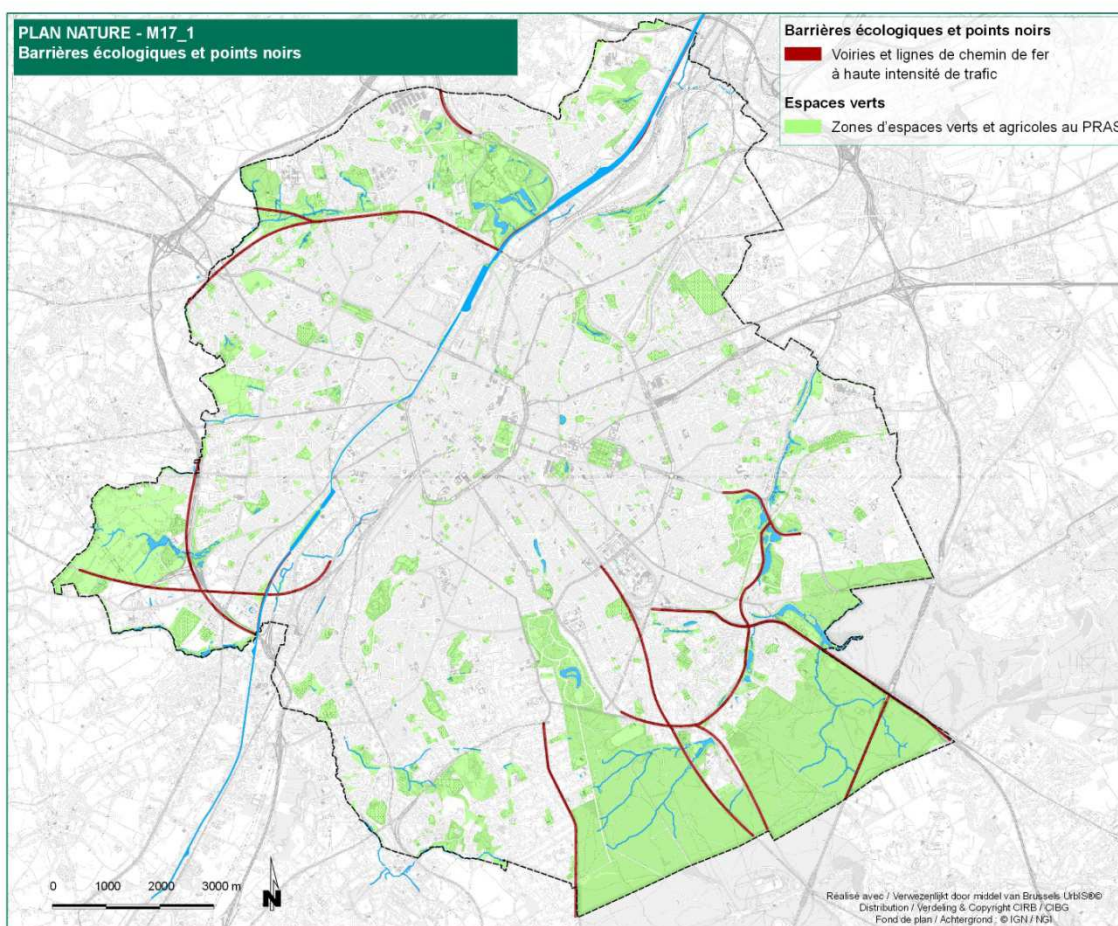 PLAN NATURE - M17_1
Barrières écologiques et points noirs
Barrières écologiques et points noirs
Voiries et lignes de chemin de fer
à haute intensité de trafic
Espaces verts
Zones d'espaces verts et agricoles au PRAS
0 1000 2000 3000 m
N
Réalisé avec / Verwezenlijkt door middel van Brussels UrbIS®©
Distribution / Verdeling & Copyright CIRB / CIBG
Fond de plan / Achtergrond : © IGN / NGI